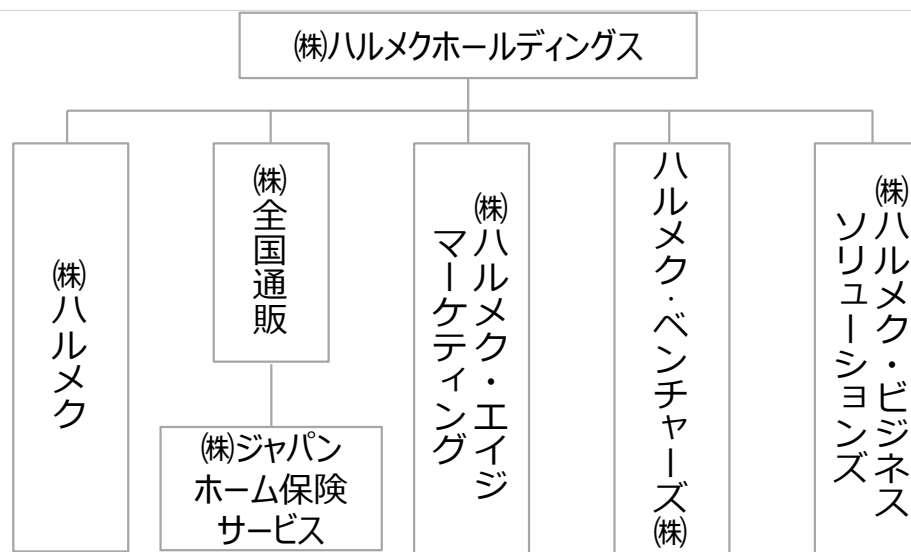 ㈱ハルメクホールディングス
㈱ハルメク
㈱全国通販
㈱ジャパン
ホーム保険
サービス
㈱ハルメク・エイジ
マーケティング
ハルメク・ベンチャーズ㈱
㈱ハルメク・ビジネス
ソリューションズ